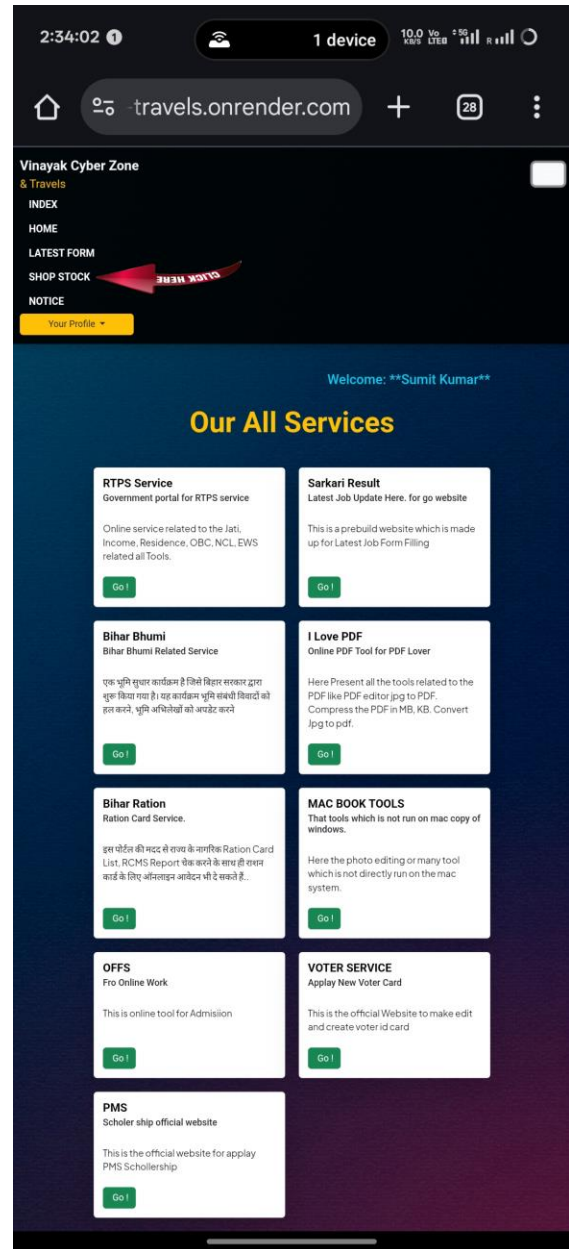 2:34:02 1
1 device
10.0 KB/S Vo LTE 5G R
-travels.onrender.com
28
Vinayak Cyber Zone
& Travels
INDEX
HOME
LATEST FORM
SHOP STOCK
CLICK HERE
NOTICE
Your Profile
Welcome: **Sumit Kumar**
Our All Services
RTPS Service
Government portal for RTPS service
Online service related to the Jati,
Income, Residence, OBC, NCL, EWS
related all Tools.
Go !
Sarkari Result
Latest Job Update Here. for go website
This is a prebuild website which is made
up for Latest Job Form Filling
Go !
Bihar Bhumi
Bihar Bhumi Related Service
एक भूमि सुधार कार्यक्रम है जिसे बिहार सरकार द्वारा
शुरू किया गया है। यह कार्यक्रम भूमि संबंधी विवादों को
हल करने, भूमि अभिलेखों को अपडेट करने
Go !
I Love PDF
Online PDF Tool for PDF Lover
Here Present all the tools related to the
PDF like PDF editor jpg to PDF.
Compress the PDF in MB, KB. Convert
Jpg to pdf.
Go !
Bihar Ration
Ration Card Service.
इस पोर्टल की मदद से राज्य के नागरिक Ration Card
List, RCMS Report चेक करने के साथ ही राशन
कार्ड के लिए ऑनलाइन आवेदन भी दे सकते हैं...
Go !
MAC BOOK TOOLS
That tools which is not run on mac copy of
windows.
Here the photo editing or many tool
which is not directly run on the mac
system.
Go !
OFFS
Fro Online Work
This is online tool for Admisiion
Go !
VOTER SERVICE
Applay New Voter Card
This is the official Website to make edit
and create voter id card
Go !
PMS
Scholer ship official website
This is the official website for applay
PMS Schollership
Go !